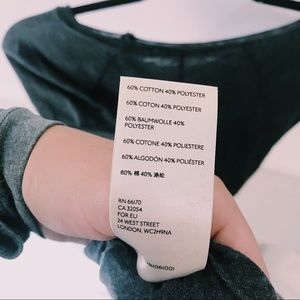 60% COTTON 40% POLYESTER
60% COTON 40% POLYESTER
60% BAUMWOLLE 40%
POLYESTER
60% COTONE 40% POLIESTERE
60% ALGODÓN 40% POLIÉSTER
60% 棉 40% 涤纶
RN 66170
CA 32054
FOR EU
24 WEST STREET
LONDON, WC2H9NA